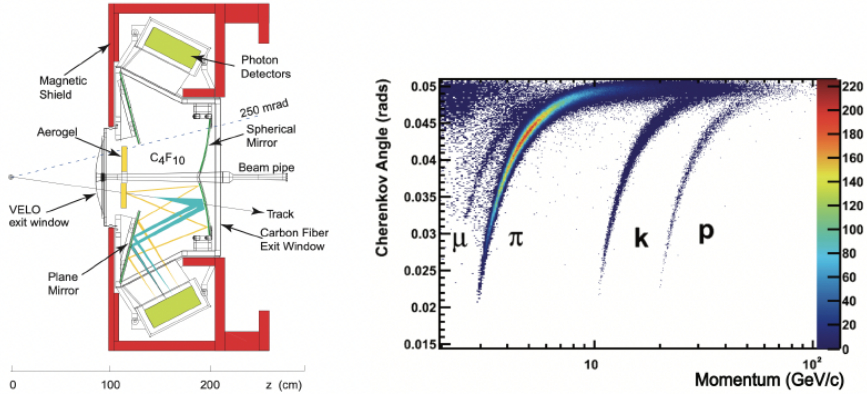 Photon
Detectors
Magnetic
Shield
250 mrad
Aerogel
Spherical
Mirror
C₄F₁₀
Beam pipe
VELO
exit window
Track
Carbon Fiber
Exit Window
Plane
Mirror
0 100 200 z (cm)
Cherenkov Angle (rads)
0.05
0.045
0.04
0.035
0.03
0.025
0.02
0.015
μ π k p
10 10²
Momentum (GeV/c)
220
200
180
160
140
120
100
80
60
40
20
0